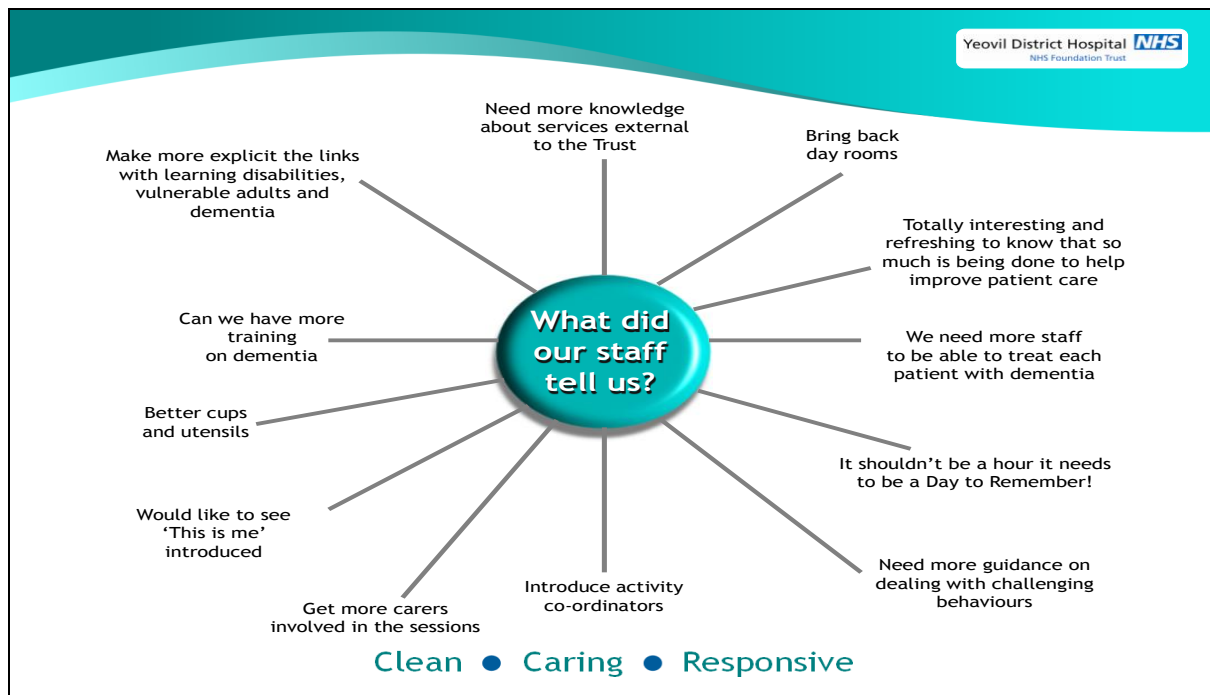 Yeovil District Hospital NHS
NHS Foundation Trust
Need more knowledge
about services external
to the Trust
Bring back
day rooms
Make more explicit the links
with learning disabilities,
vulnerable adults and
dementia
Totally interesting and
refreshing to know that so
much is being done to help
improve patient care
What did
our staff
tell us?
Can we have more
training
on dementia
We need more staff
to be able to treat each
patient with dementia
Better cups
and utensils
It shouldn't be a hour it needs
to be a Day to Remember!
Would like to see
‘This is me’
introduced
Need more guidance on
dealing with challenging
behaviours
Introduce activity
co-ordinators
Get more carers
involved in the sessions
Clean ● Caring ● Responsive